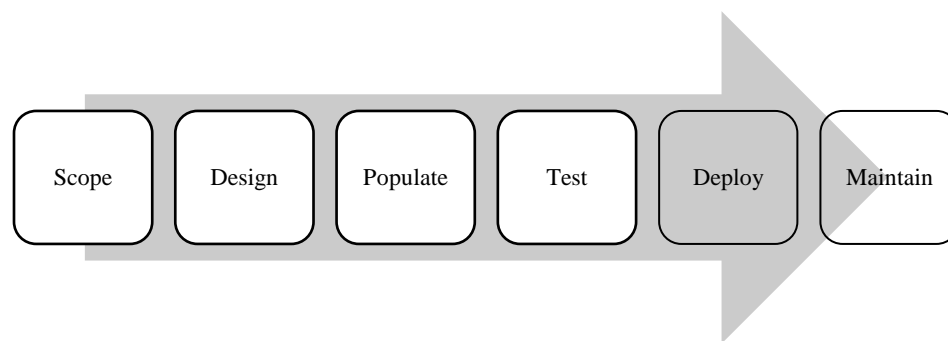 Scope
Design
Populate
Test
Deploy
Maintain